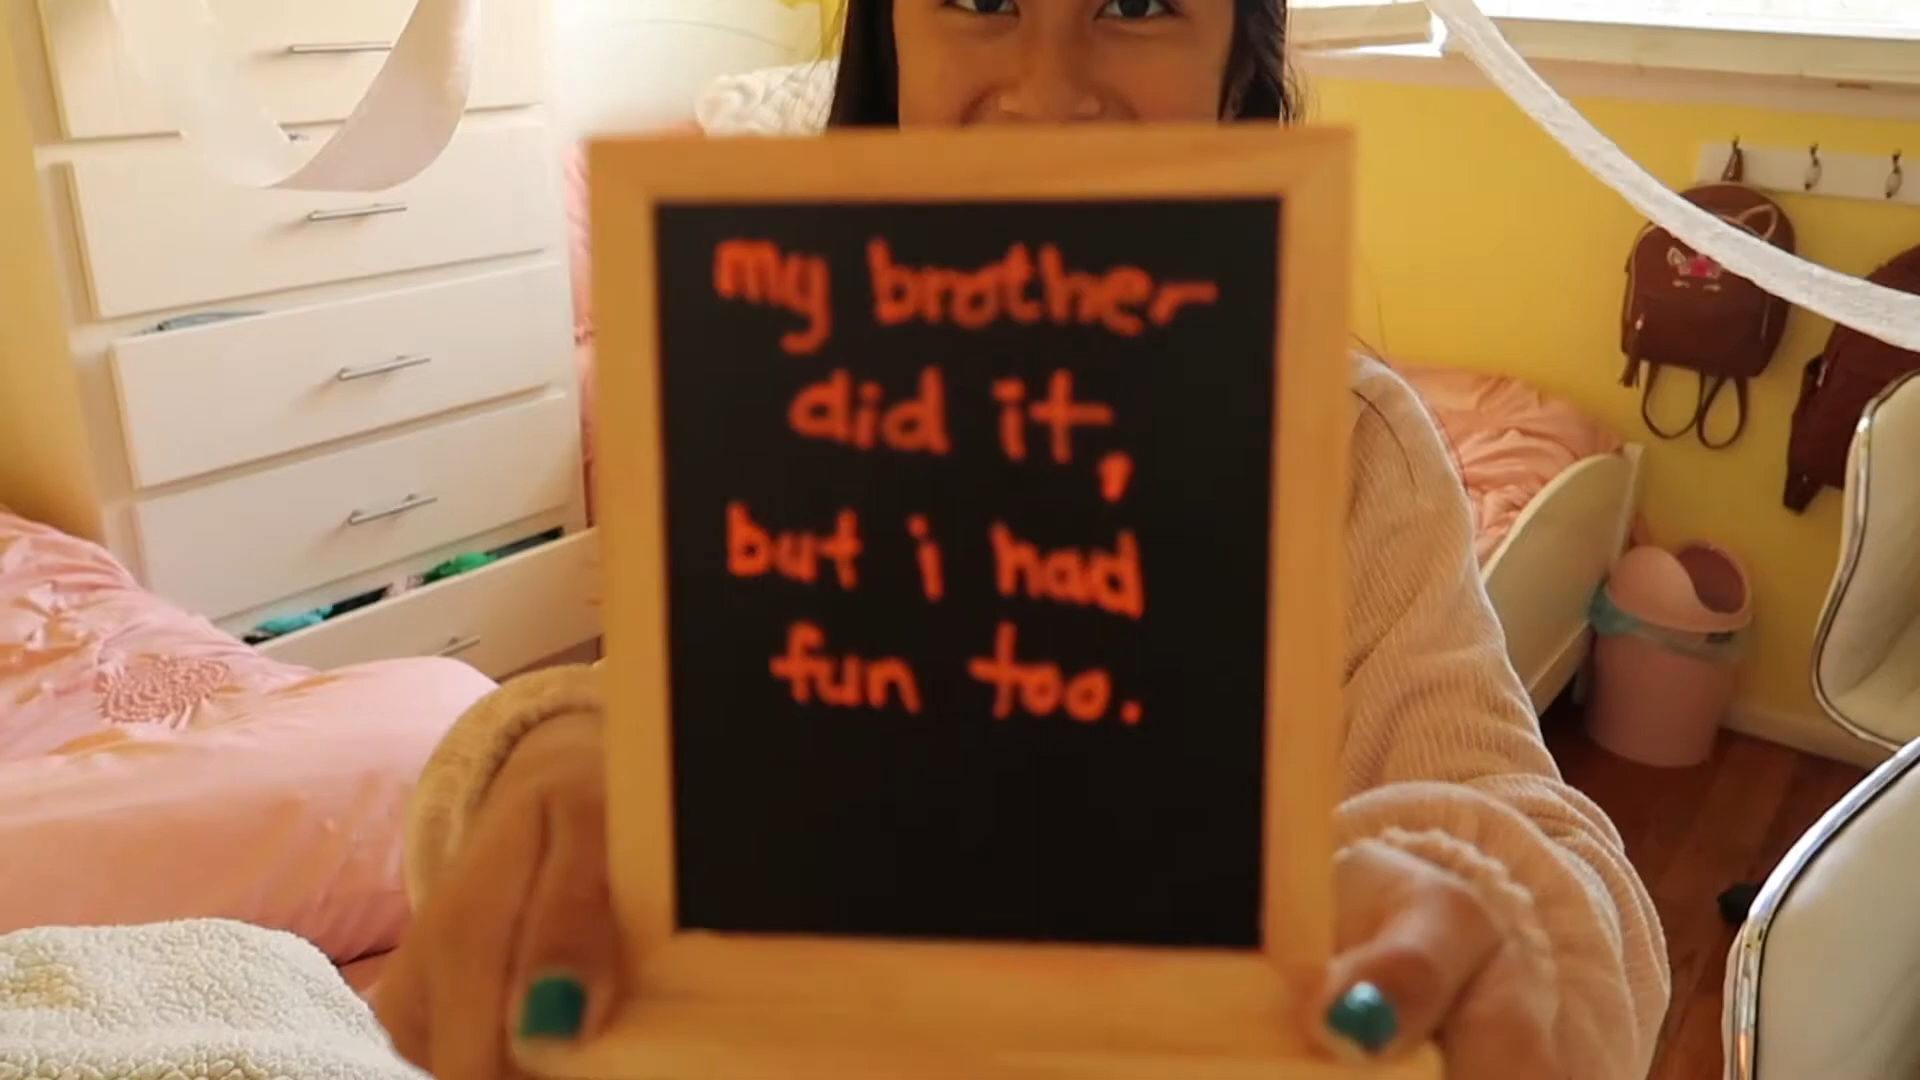 my brother
did it,
but i had
fun too.